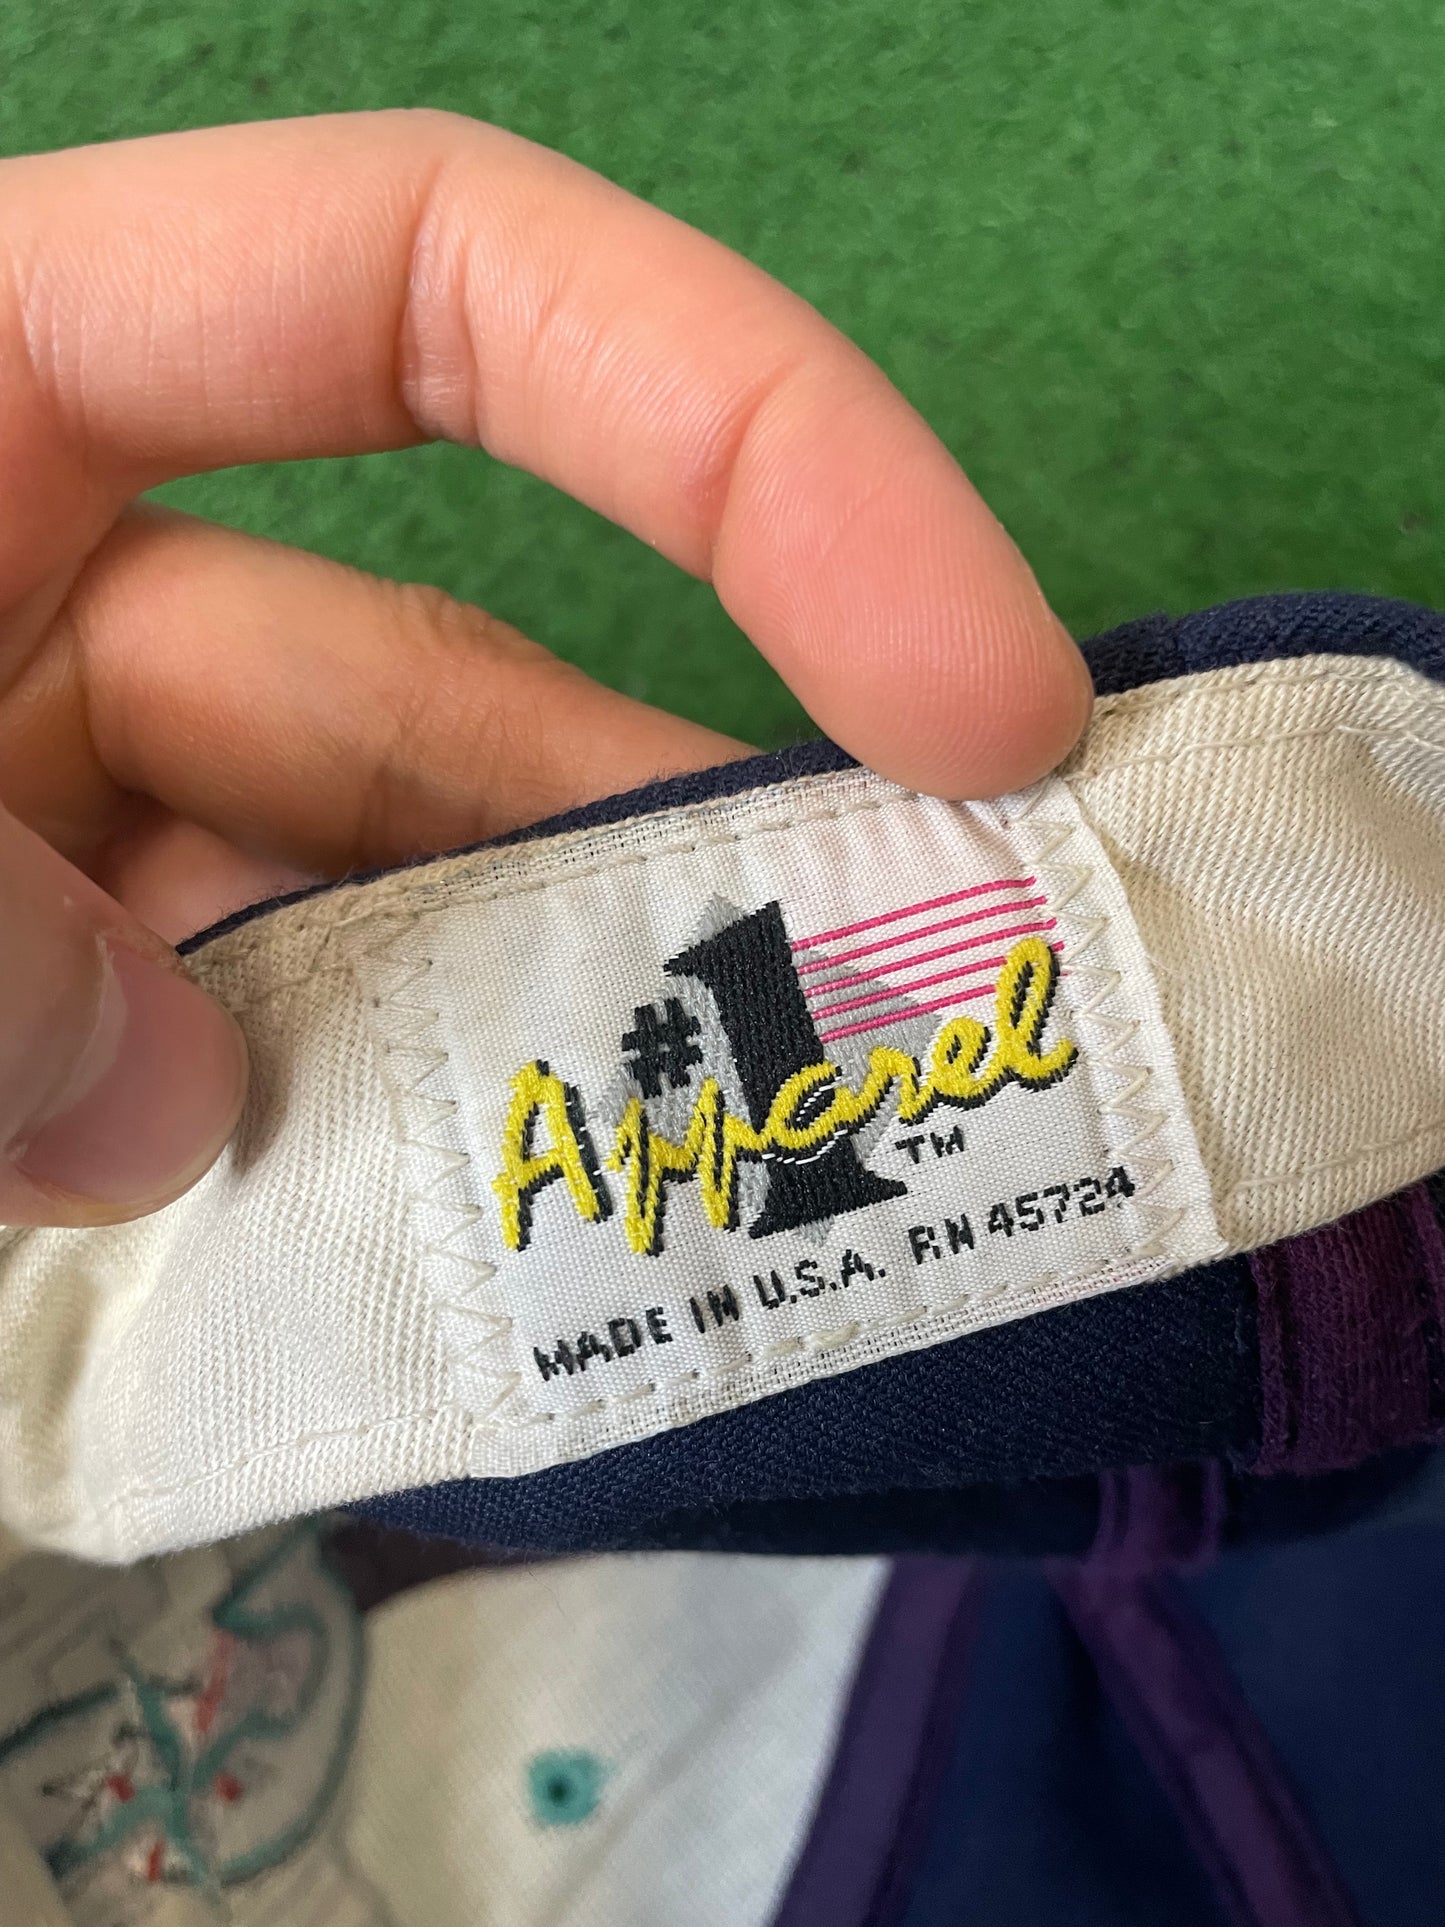 #1
Apparel
TM
MADE IN U.S.A. RN 45724